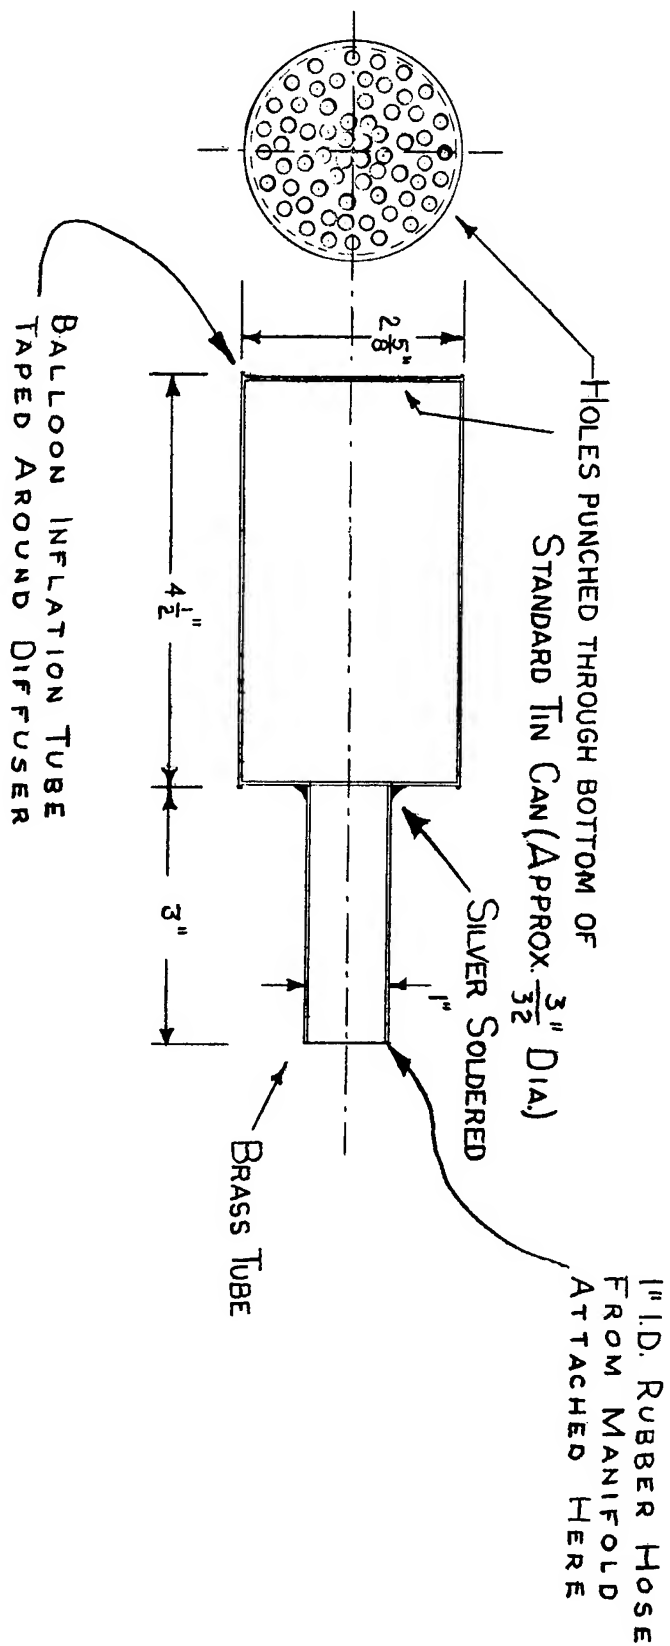 HOLES PUNCHED THROUGH BOTTOM OF
STANDARD TIN CAN (APPROX. 3/32" DIA.)
SILVER SOLDERED
1" I.D. RUBBER HOSE
FROM MANIFOLD
ATTACHED HERE
2 5/8"
4 1/2"
3"
1"
BRASS TUBE
BALLOON INFLATION TUBE
TAPED AROUND DIFFUSER